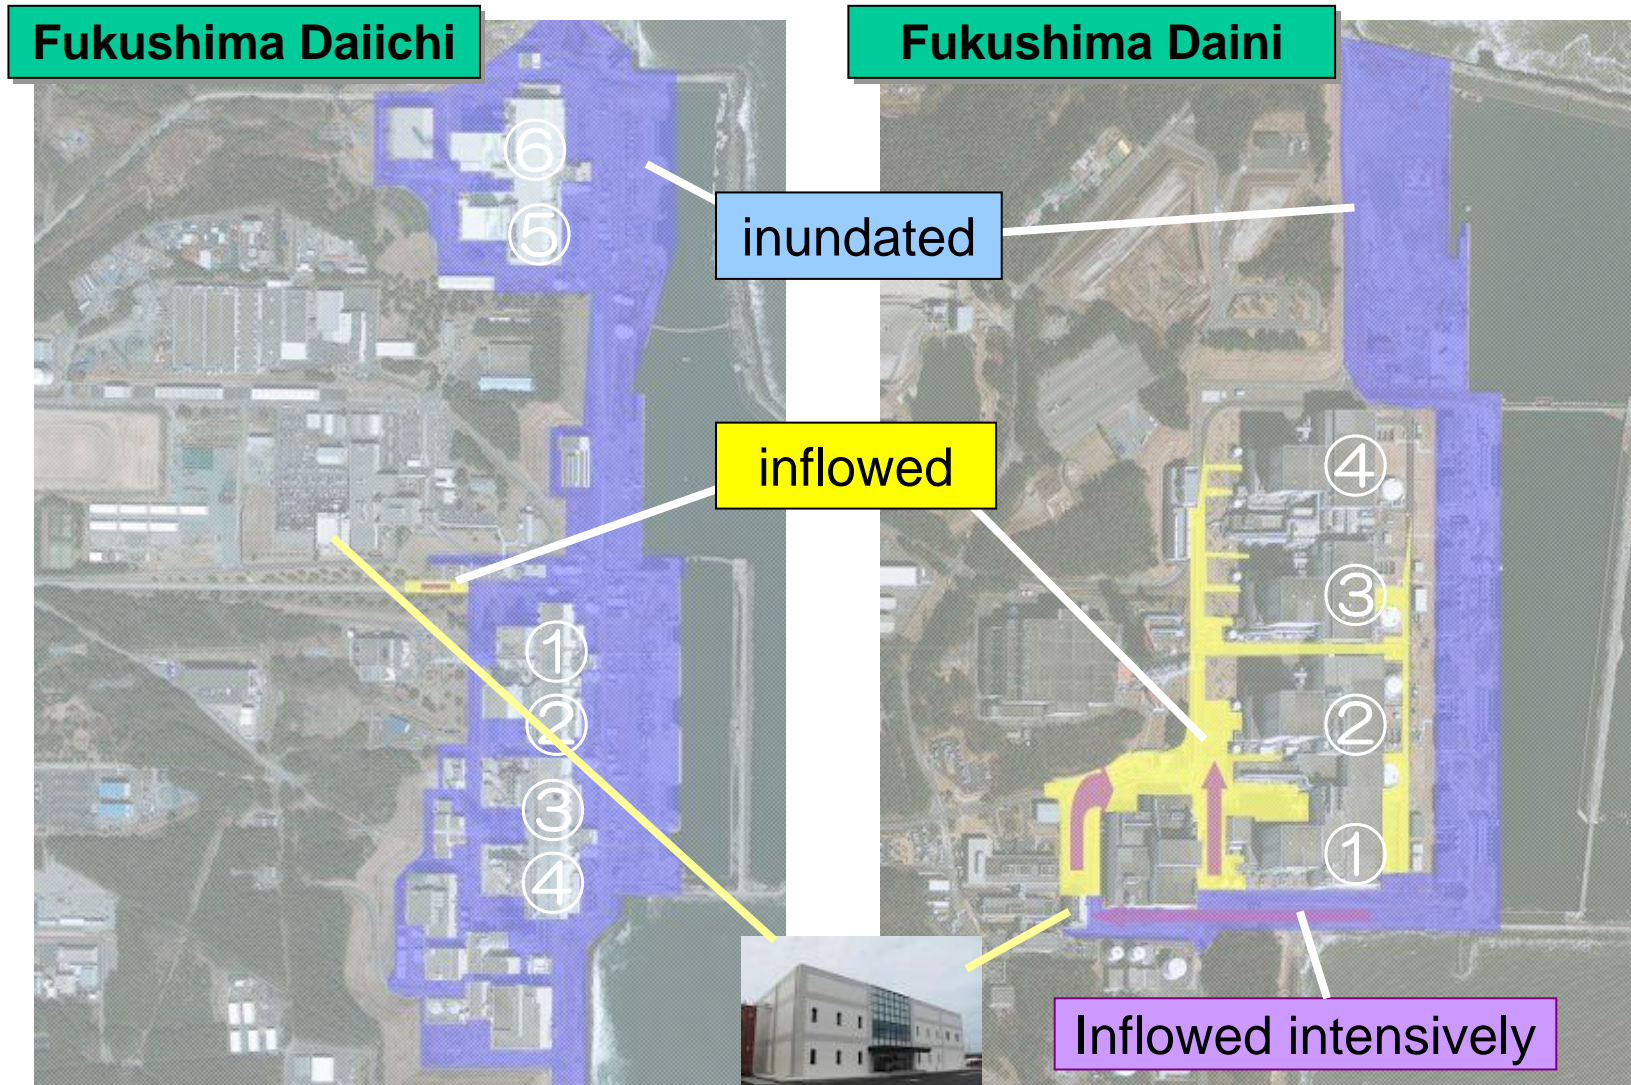 Fukushima Daiichi
Fukushima Daini
⑥
⑤
inundated
inflowed
①
②
③
④
④
③
②
①
Inflowed intensively